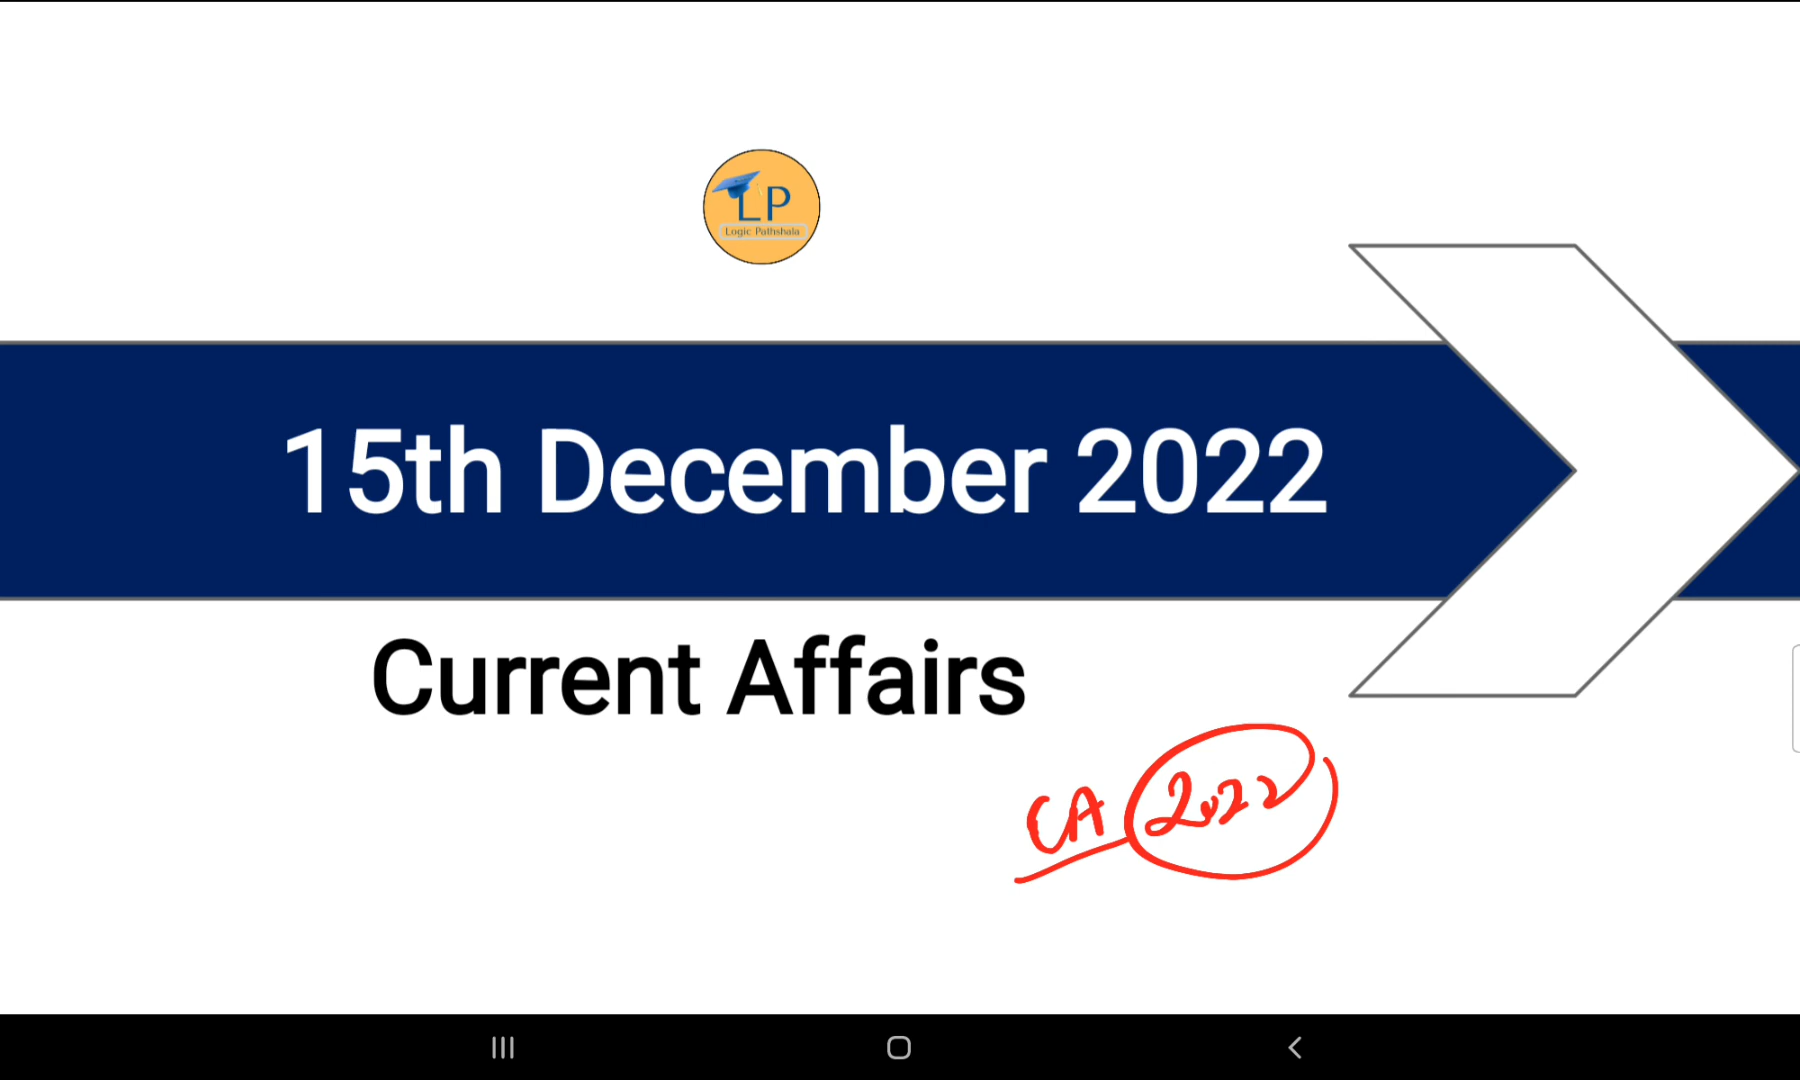 LP
Logic Pathshala
15th December 2022
Current Affairs
CA 2022